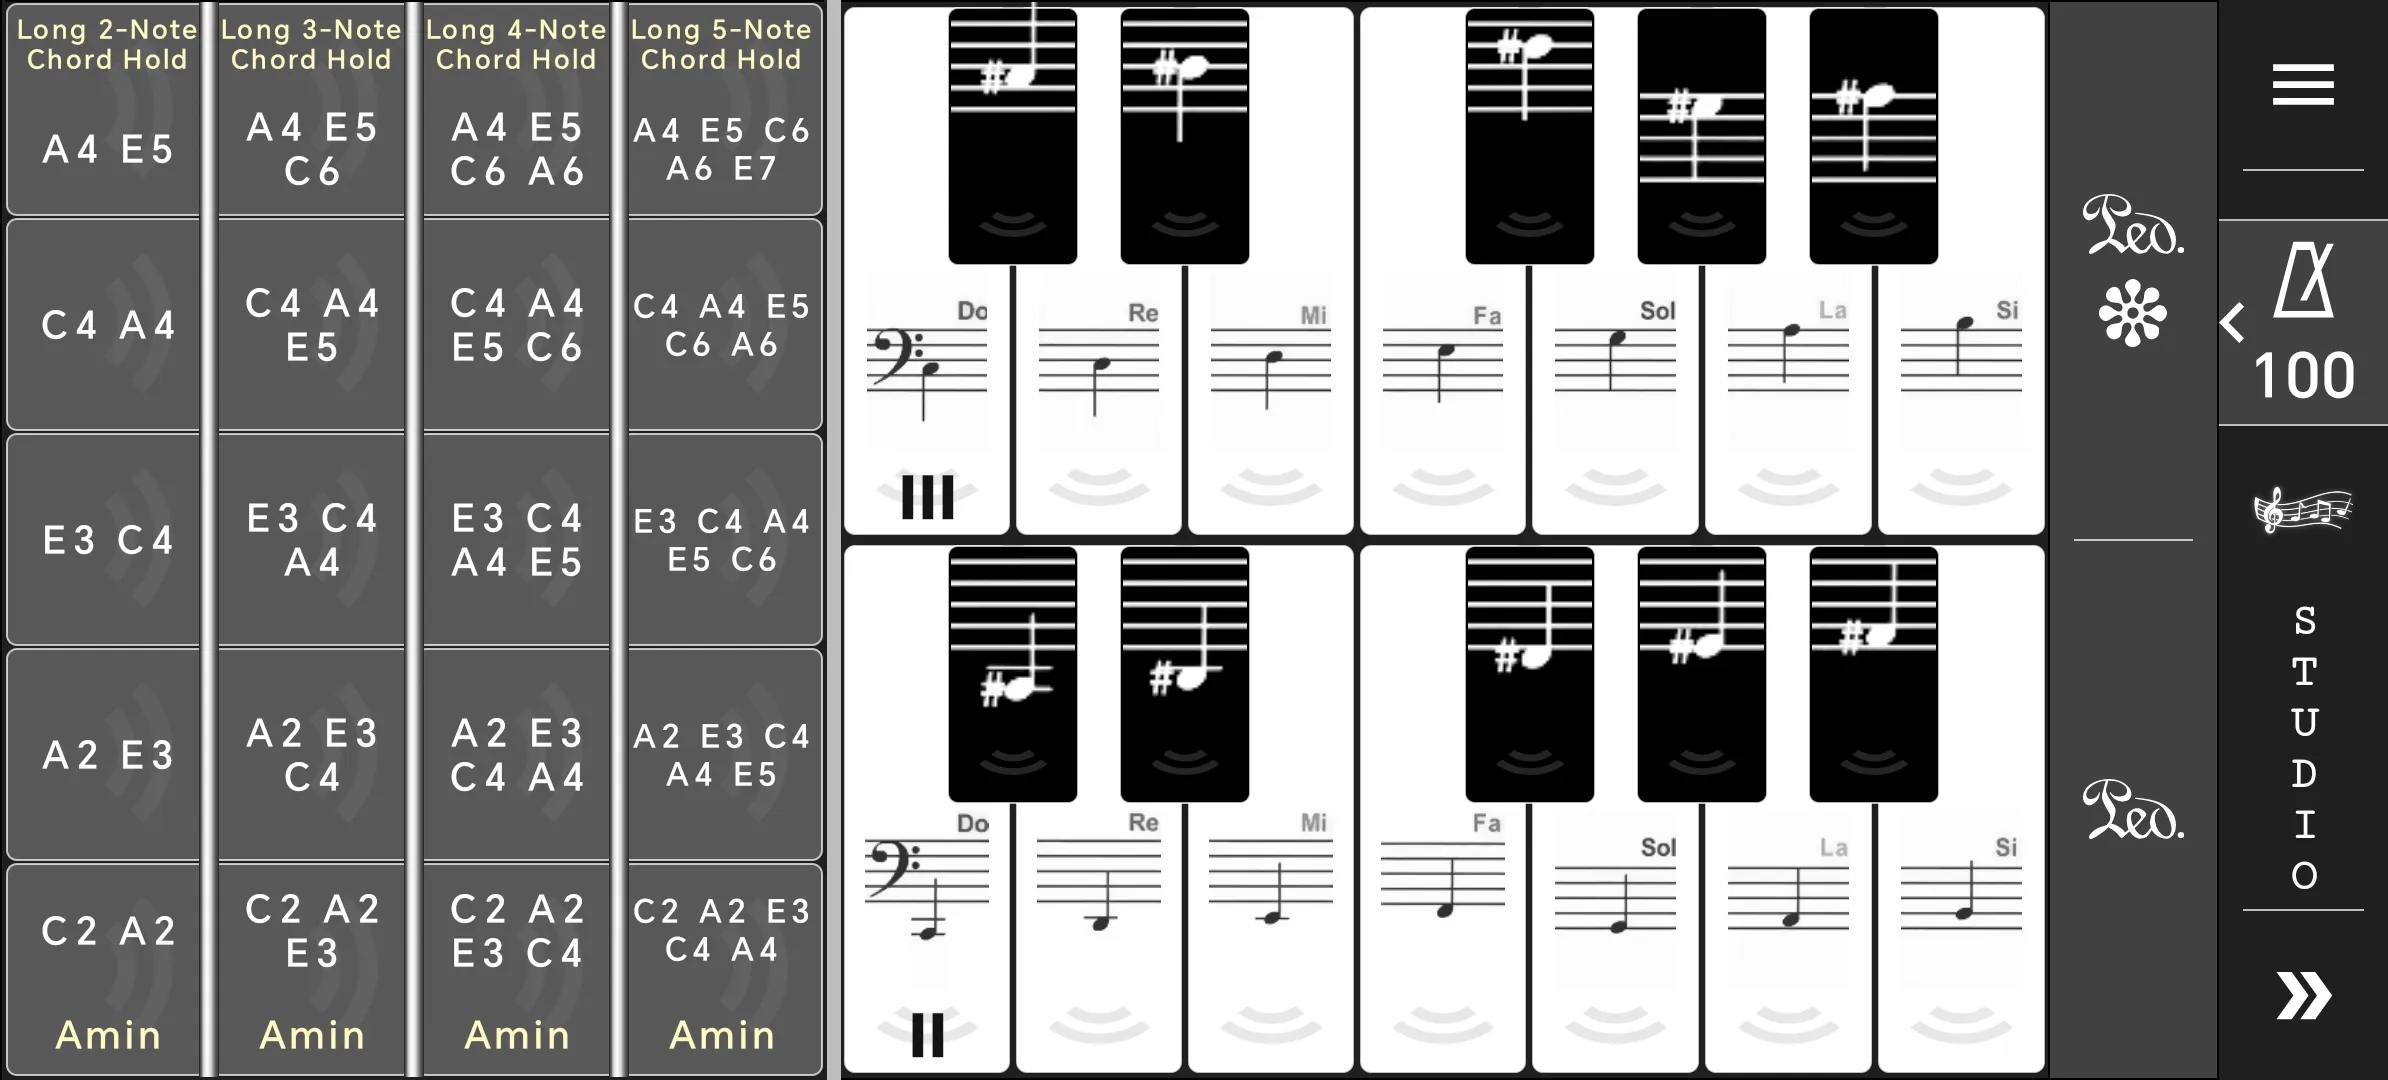 Long 2-Note
Chord Hold
A4 E5
C4 A4
E3 C4
A2 E3
C2 A2
Amin
Long 3-Note
Chord Hold
A4 E5
C6
C4 A4
E5
E3 C4
A4
A2 E3
C4
C2 A2
E3
Amin
Long 4-Note
Chord Hold
A4 E5
C6 A6
C4 A4
E5 C6
E3 C4
A4 E5
A2 E3
C4 A4
C2 A2
E3 C4
Amin
Long 5-Note
Chord Hold
A4 E5 C6
A6 E7
C4 A4 E5
C6 A6
E3 C4 A4
E5 C6
A2 E3 C4
A4 E5
C2 A2 E3
C4 A4
Amin
Do Re Mi Fa Sol La Si
III
Do Re Mi Fa Sol La Si
II
Ped.
Ped.
100
STUDIO